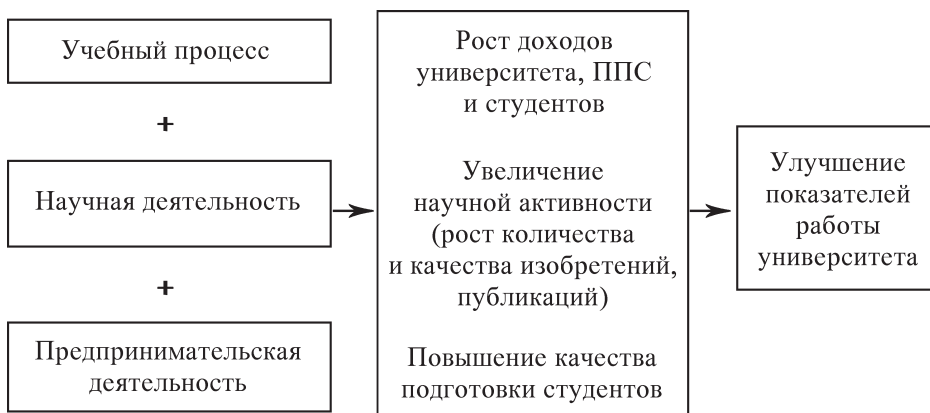 Учебный процесс
+
Научная деятельность
+
Предпринимательская
деятельность
Рост доходов
университета, ППС
и студентов
Увеличение
научной активности
(рост количества
и качества изобретений,
публикаций)
Повышение качества
подготовки студентов
Улучшение
показателей
работы
университета